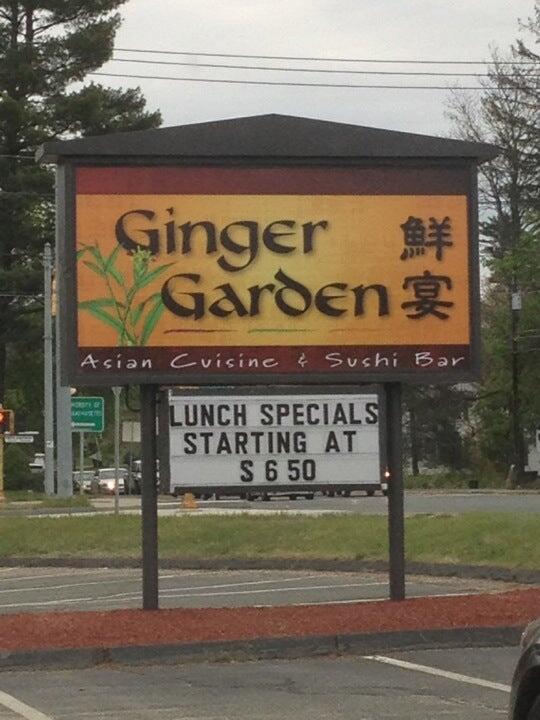 Ginger
Garden
鮮
宴
Asian Cuisine & Sushi Bar
LUNCH SPECIALS
STARTING AT
$ 6 50